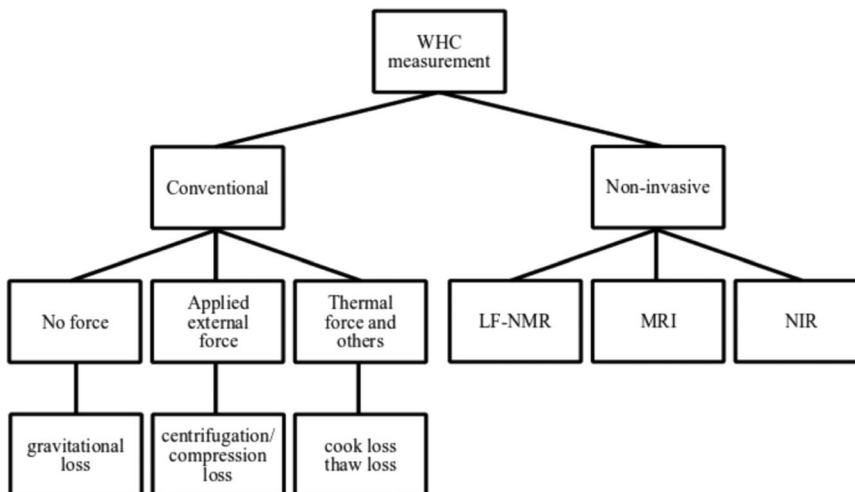 WHC
measurement
Conventional
Non-invasive
No force
Applied
external
force
Thermal
force and
others
LF-NMR
MRI
NIR
gravitational
loss
centrifugation/
compression
loss
cook loss
thaw loss